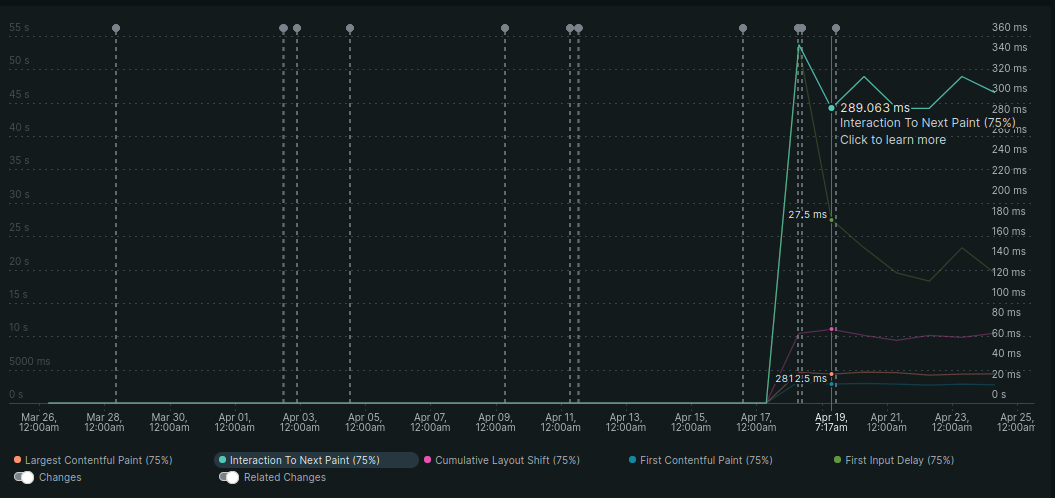 55 s
360 ms
340 ms
50 s
320 ms
300 ms
45 s
289.063 ms
280 ms
Interaction To Next Paint (75%)
40 s
260 ms
Click to learn more
240 ms
35 s
220 ms
30 s
200 ms
27.5 ms
180 ms
25 s
160 ms
140 ms
20 s
120 ms
15 s
100 ms
80 ms
10 s
60 ms
40 ms
5000 ms
2812.5 ms
20 ms
0 s
0 s
Mar 26, Mar 28, Mar 30, Apr 01, Apr 03, Apr 05, Apr 07, Apr 09, Apr 11, Apr 13, Apr 15, Apr 17, Apr 19, Apr 21, Apr 23, Apr 25,
12:00am 12:00am 12:00am 12:00am 12:00am 12:00am 12:00am 12:00am 12:00am 12:00am 12:00am 12:00am 7:17am 12:00am 12:00am 12:00am
Largest Contentful Paint (75%) Interaction To Next Paint (75%) Cumulative Layout Shift (75%) First Contentful Paint (75%) First Input Delay (75%)
Changes Related Changes